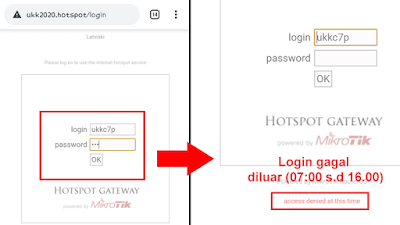 ukk2020.hotspot/login
14
Latviski
Please log on to use the internet hotspot service
login ukkc7p
password •••
OK
HOTSPOT GATEWAY
powered by MikroTik
login ukkc7p
password
OK
HOTSPOT GATEWAY
powered by MikroTik
Login gagal
diluar (07:00 s.d 16.00)
access denied at this time